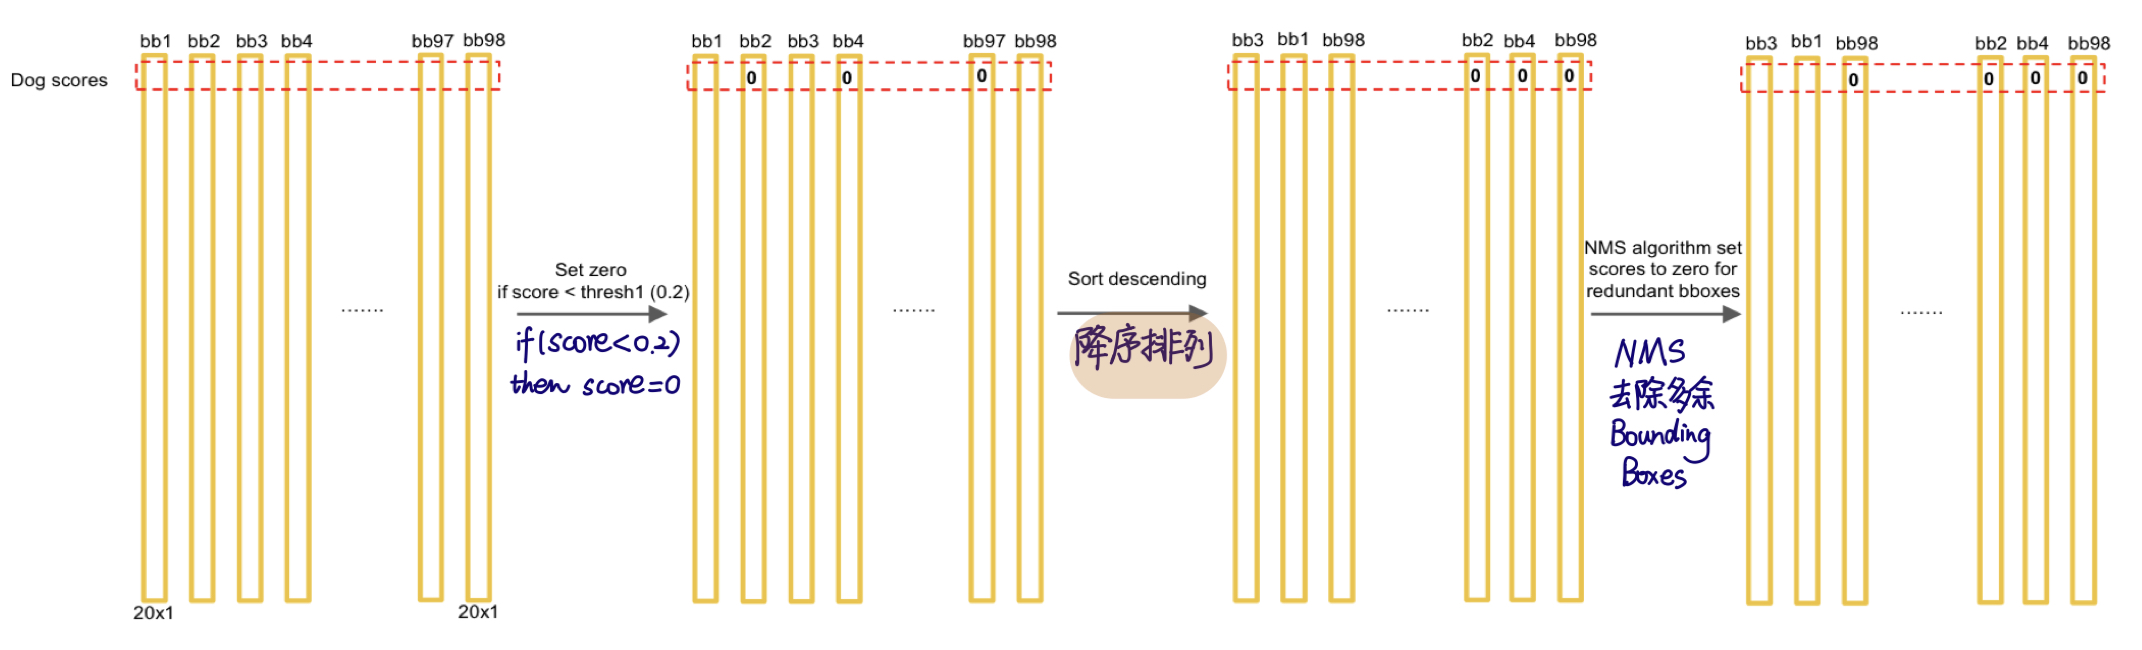 bb1 bb2 bb3 bb4 bb97 bb98
bb1 bb2 bb3 bb4 bb97 bb98
bb3 bb1 bb98 bb2 bb4 bb98
bb3 bb1 bb98 bb2 bb4 bb98
Dog scores
0 0 0
0 0 0
0 0 0 0
Set zero
if score < thresh1 (0.2)
if(score<0.2)
then score=0
.......
.......
Sort descending
降序排列
.......
NMS algorithm set
scores to zero for
redundant bboxes
NMS
去除多余
Bounding
Boxes
.......
20x1 20x1